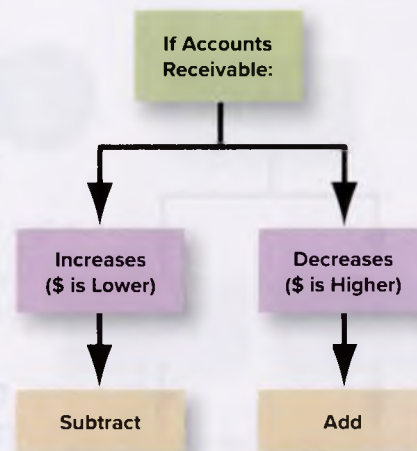 If Accounts
Receivable:
Increases
($ is Lower)
Decreases
($ is Higher)
Subtract
Add